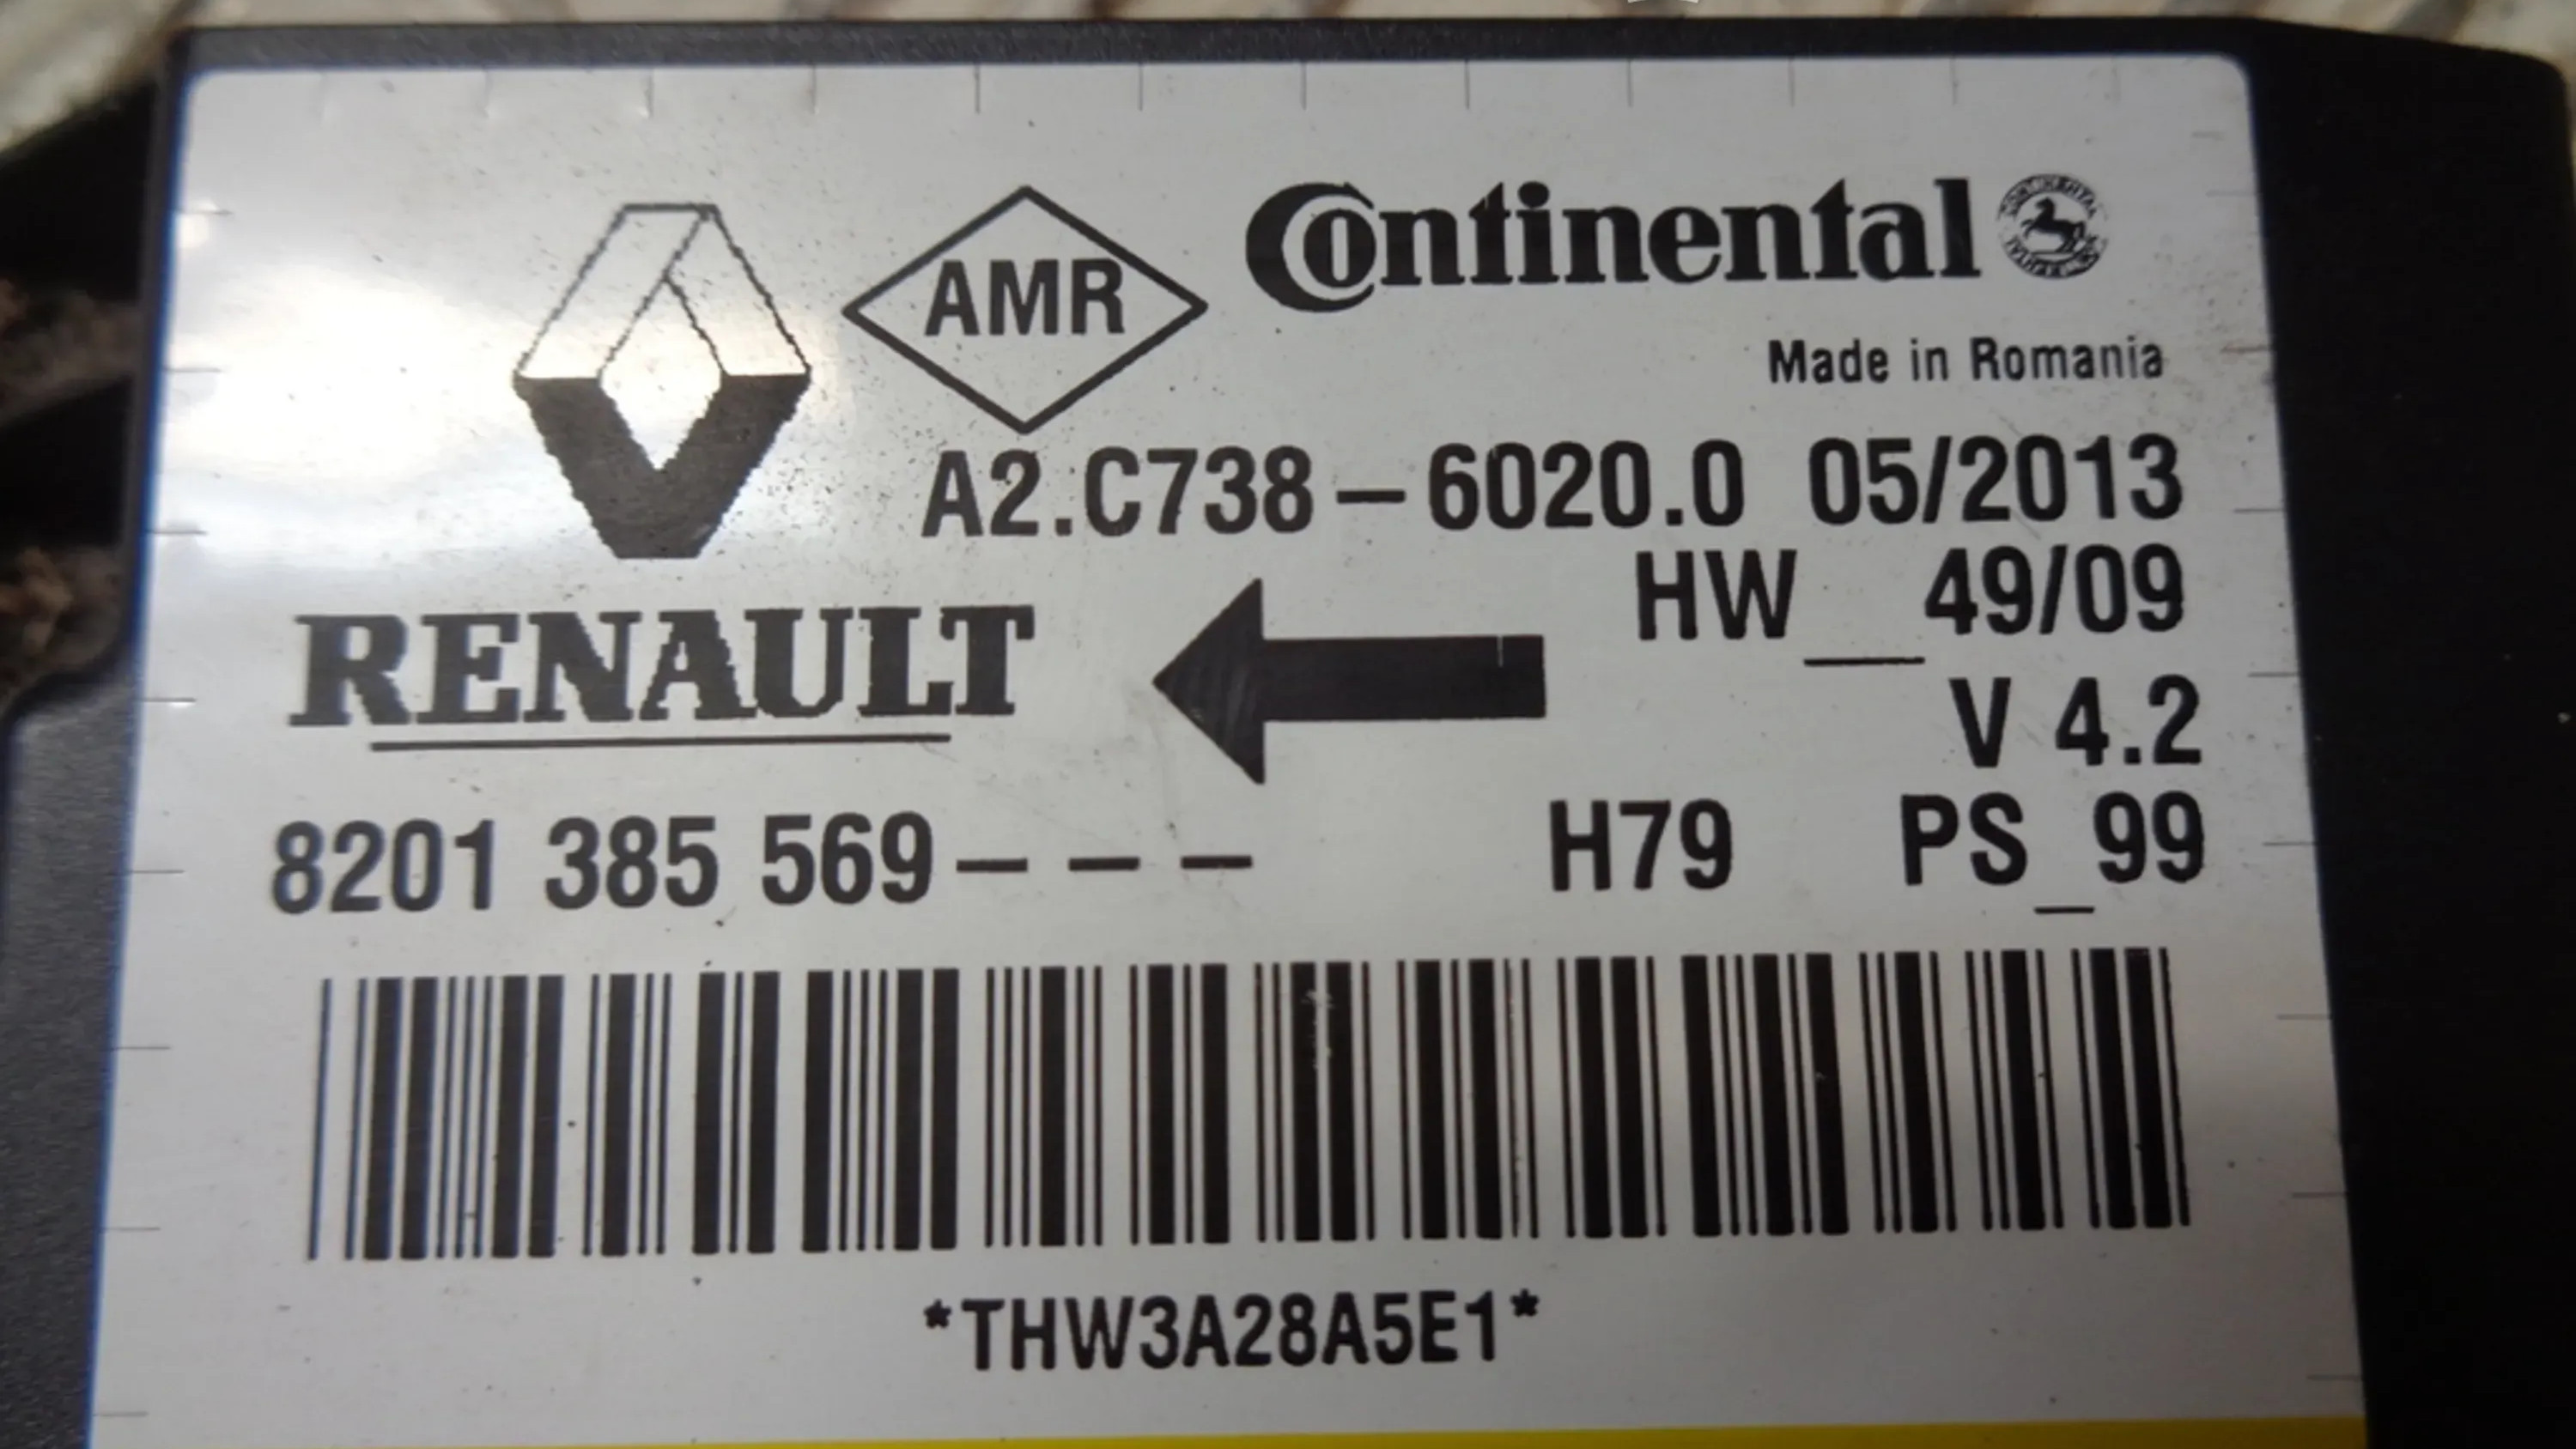 Continental
AMR
Made in Romania
A2.C738-6020.0 05/2013
HW__49/09
RENAULT
V 4.2
8201 385 569--- H79 PS_99
*THW3A28A5E1*